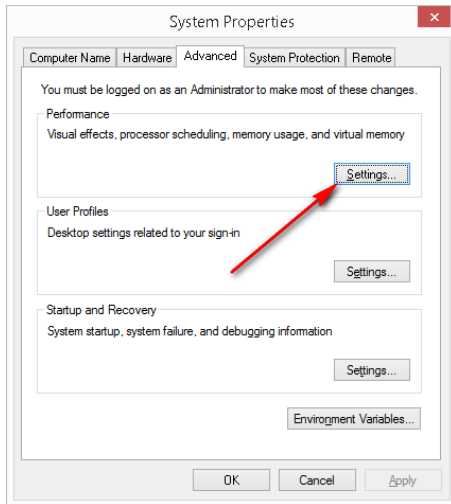 System Properties
×
Computer Name Hardware Advanced System Protection Remote
You must be logged on as an Administrator to make most of these changes.
Performance
Visual effects, processor scheduling, memory usage, and virtual memory
Settings...
User Profiles
Desktop settings related to your sign-in
Settings...
Startup and Recovery
System startup, system failure, and debugging information
Settings...
Environment Variables...
OK Cancel Apply